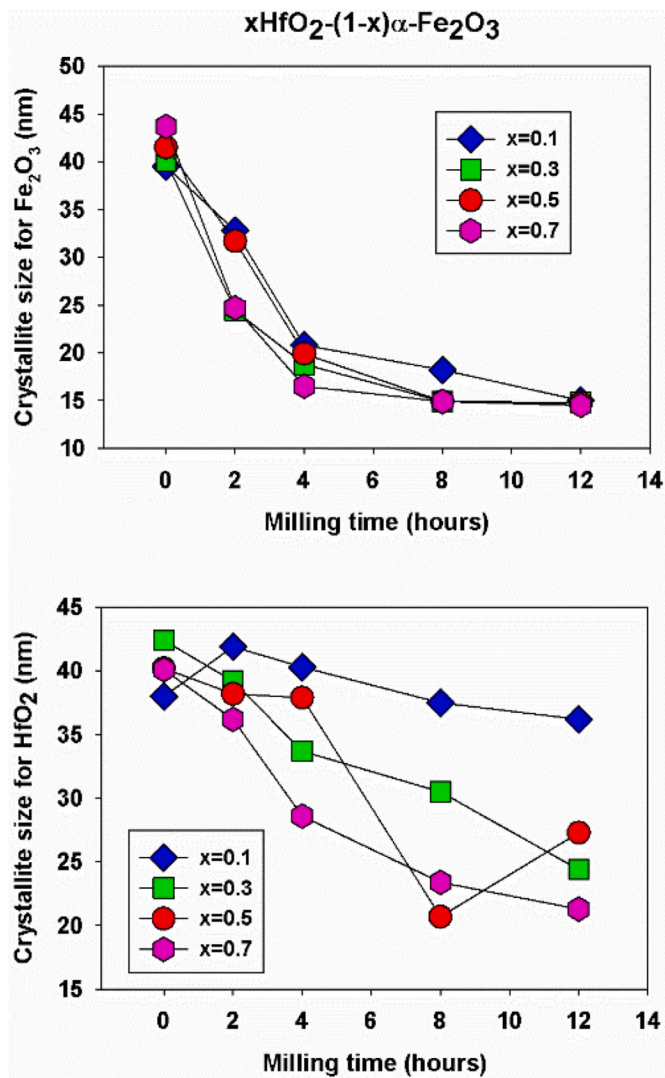 xHfO2-(1-x)α-Fe2O3
50
45
40
35
30
25
20
15
10
Crystallite size for Fe2O3 (nm)
x=0.1
x=0.3
x=0.5
x=0.7
0 2 4 6 8 10 12 14
Milling time (hours)
45
40
35
30
25
20
15
Crystallite size for HfO2 (nm)
x=0.1
x=0.3
x=0.5
x=0.7
0 2 4 6 8 10 12 14
Milling time (hours)